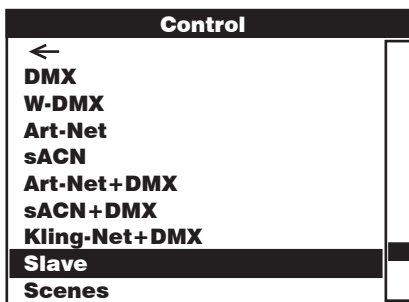 Control
←
DMX
W-DMX
Art-Net
sACN
Art-Net+DMX
sACN+DMX
Kling-Net+DMX
Slave
Scenes